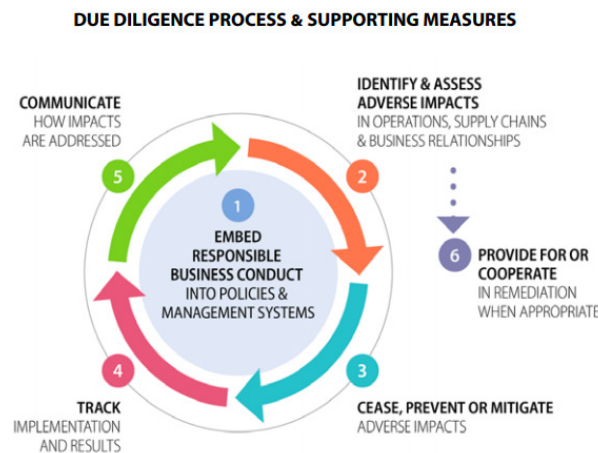 DUE DILIGENCE PROCESS & SUPPORTING MEASURES
1
EMBED
RESPONSIBLE
BUSINESS CONDUCT
INTO POLICIES &
MANAGEMENT SYSTEMS
2
IDENTIFY & ASSESS
ADVERSE IMPACTS
IN OPERATIONS, SUPPLY CHAINS
& BUSINESS RELATIONSHIPS
3
CEASE, PREVENT OR MITIGATE
ADVERSE IMPACTS
4
TRACK
IMPLEMENTATION
AND RESULTS
5
COMMUNICATE
HOW IMPACTS
ARE ADDRESSED
6
PROVIDE FOR OR
COOPERATE
IN REMEDIATION
WHEN APPROPRIATE